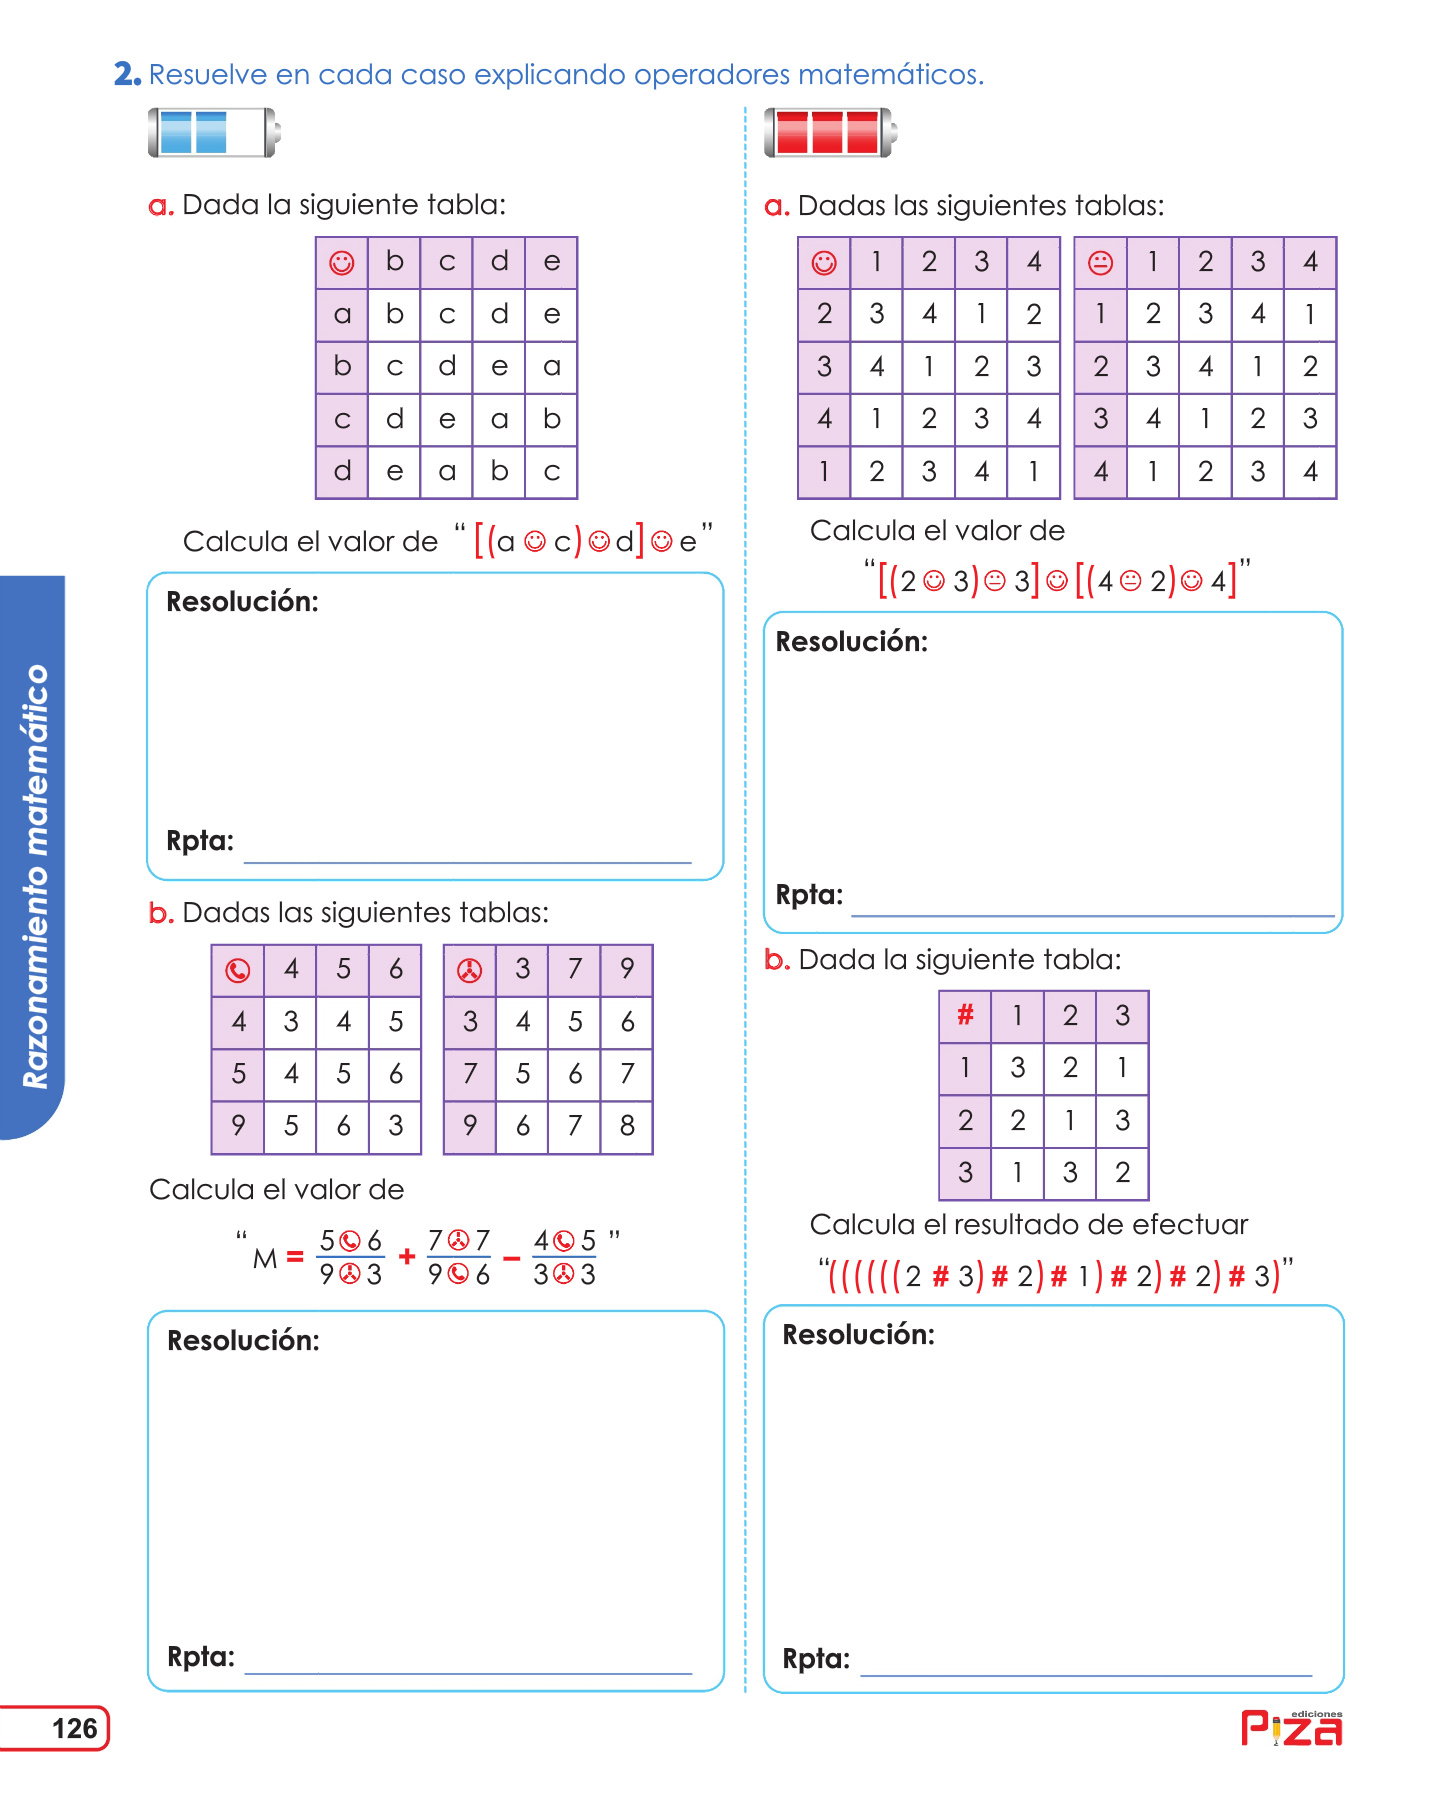 2. Resuelve en cada caso explicando operadores matemáticos.
a. Dada la siguiente tabla:
☺ b c d e
a b c d e
b c d e a
c d e a b
d e a b c
Calcula el valor de “[(a ☺ c) ☺ d] ☺ e”
Resolución:
Rpta:
b. Dadas las siguientes tablas:
✆ 4 5 6
4 3 4 5
5 4 5 6
9 5 6 3
3 7 9
3 4 5 6
7 5 6 7
9 6 7 8
Calcula el valor de
“ M = 5 ✆ 6 / 9 ㉦ 3 + 7 ㉦ 7 / 9 ✆ 6 – 4 ✆ 5 / 3 ㉦ 3 ”
Resolución:
Rpta:
a. Dadas las siguientes tablas:
☺ 1 2 3 4
2 3 4 1 2
3 4 1 2 3
4 1 2 3 4
1 2 3 4 1
😐 1 2 3 4
1 2 3 4 1
2 3 4 1 2
3 4 1 2 3
4 1 2 3 4
Calcula el valor de
“[(2 ☺ 3) 😐 3] ☺ [(4 😐 2) ☺ 4]”
Resolución:
Rpta:
b. Dada la siguiente tabla:
# 1 2 3
1 3 2 1
2 2 1 3
3 1 3 2
Calcula el resultado de efectuar
“((((((2 # 3) # 2) # 1) # 2) # 2) # 3)”
Resolución:
Rpta:
Razonamiento matemático
126
ediciones
Piza